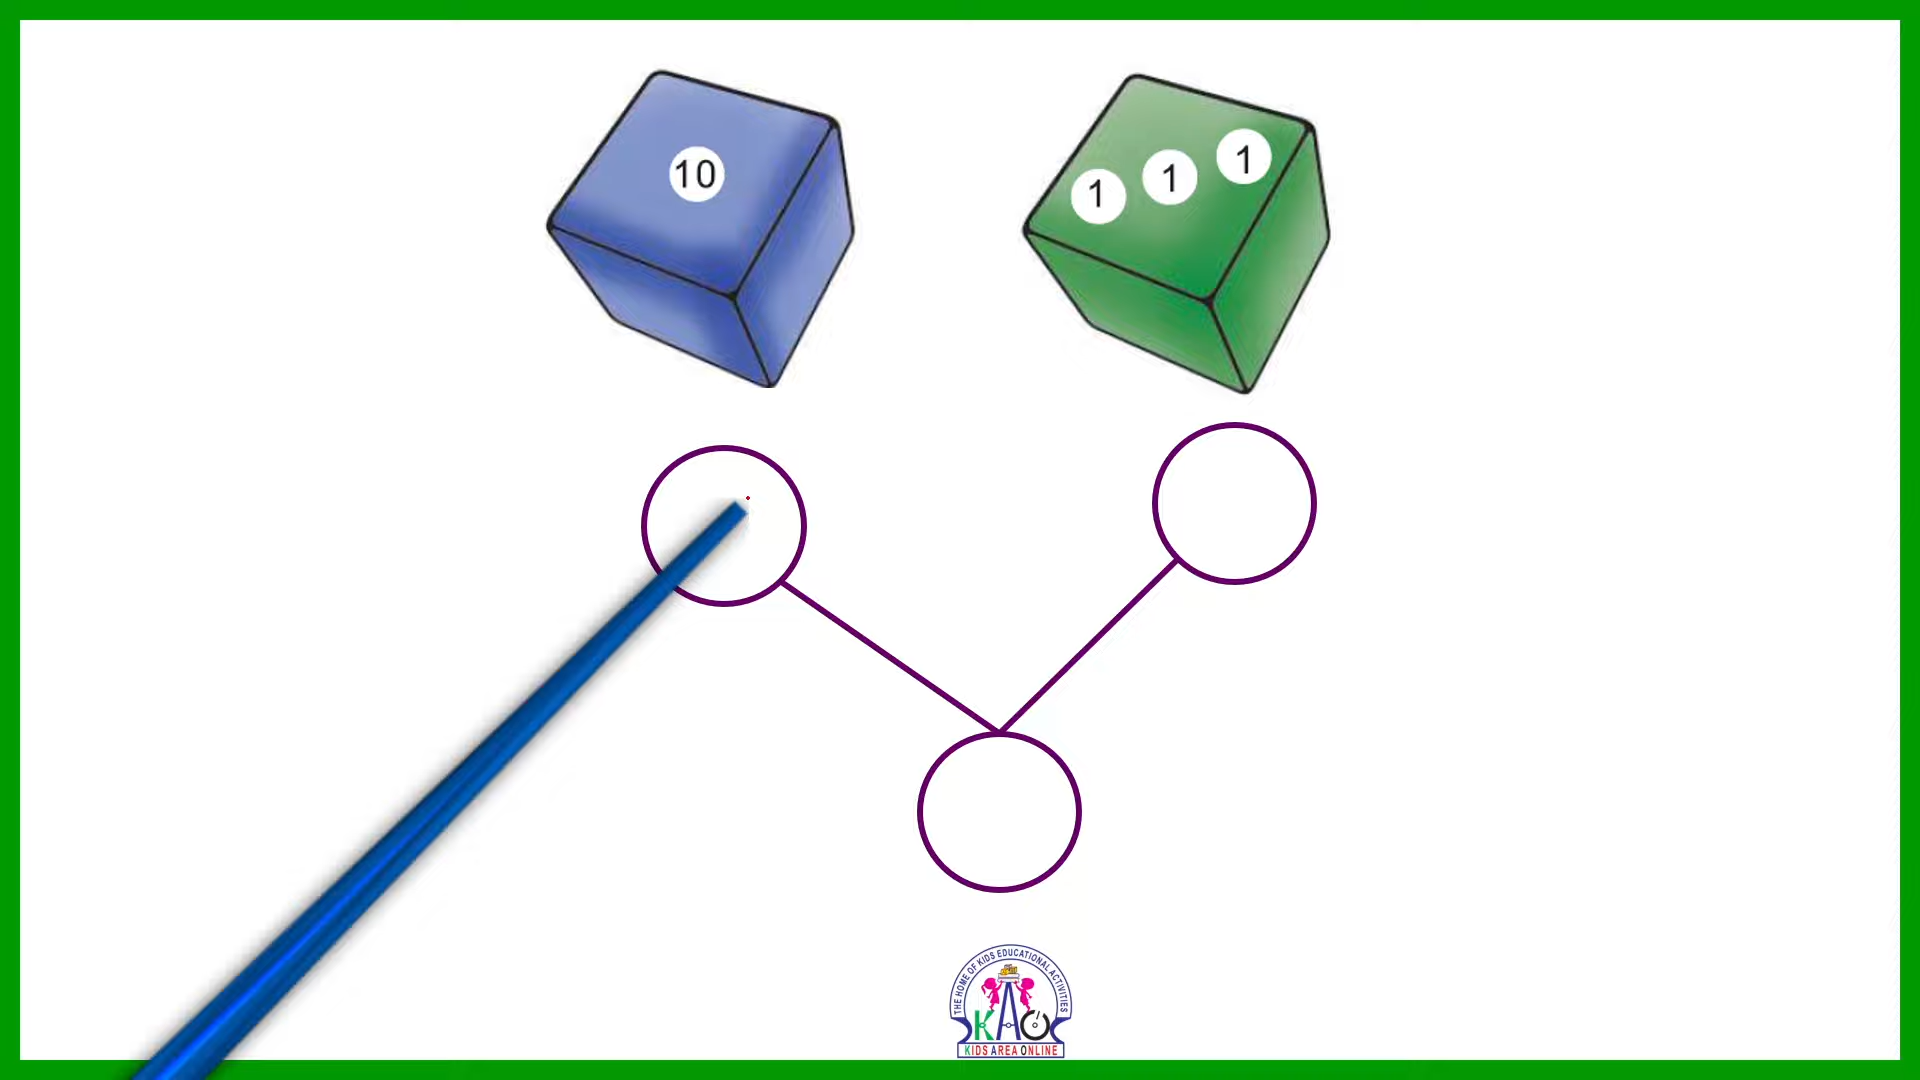 10
1 1 1
THE HOME OF KIDS EDUCATIONAL ACTIVITIES
KAO
KIDS AREA ONLINE